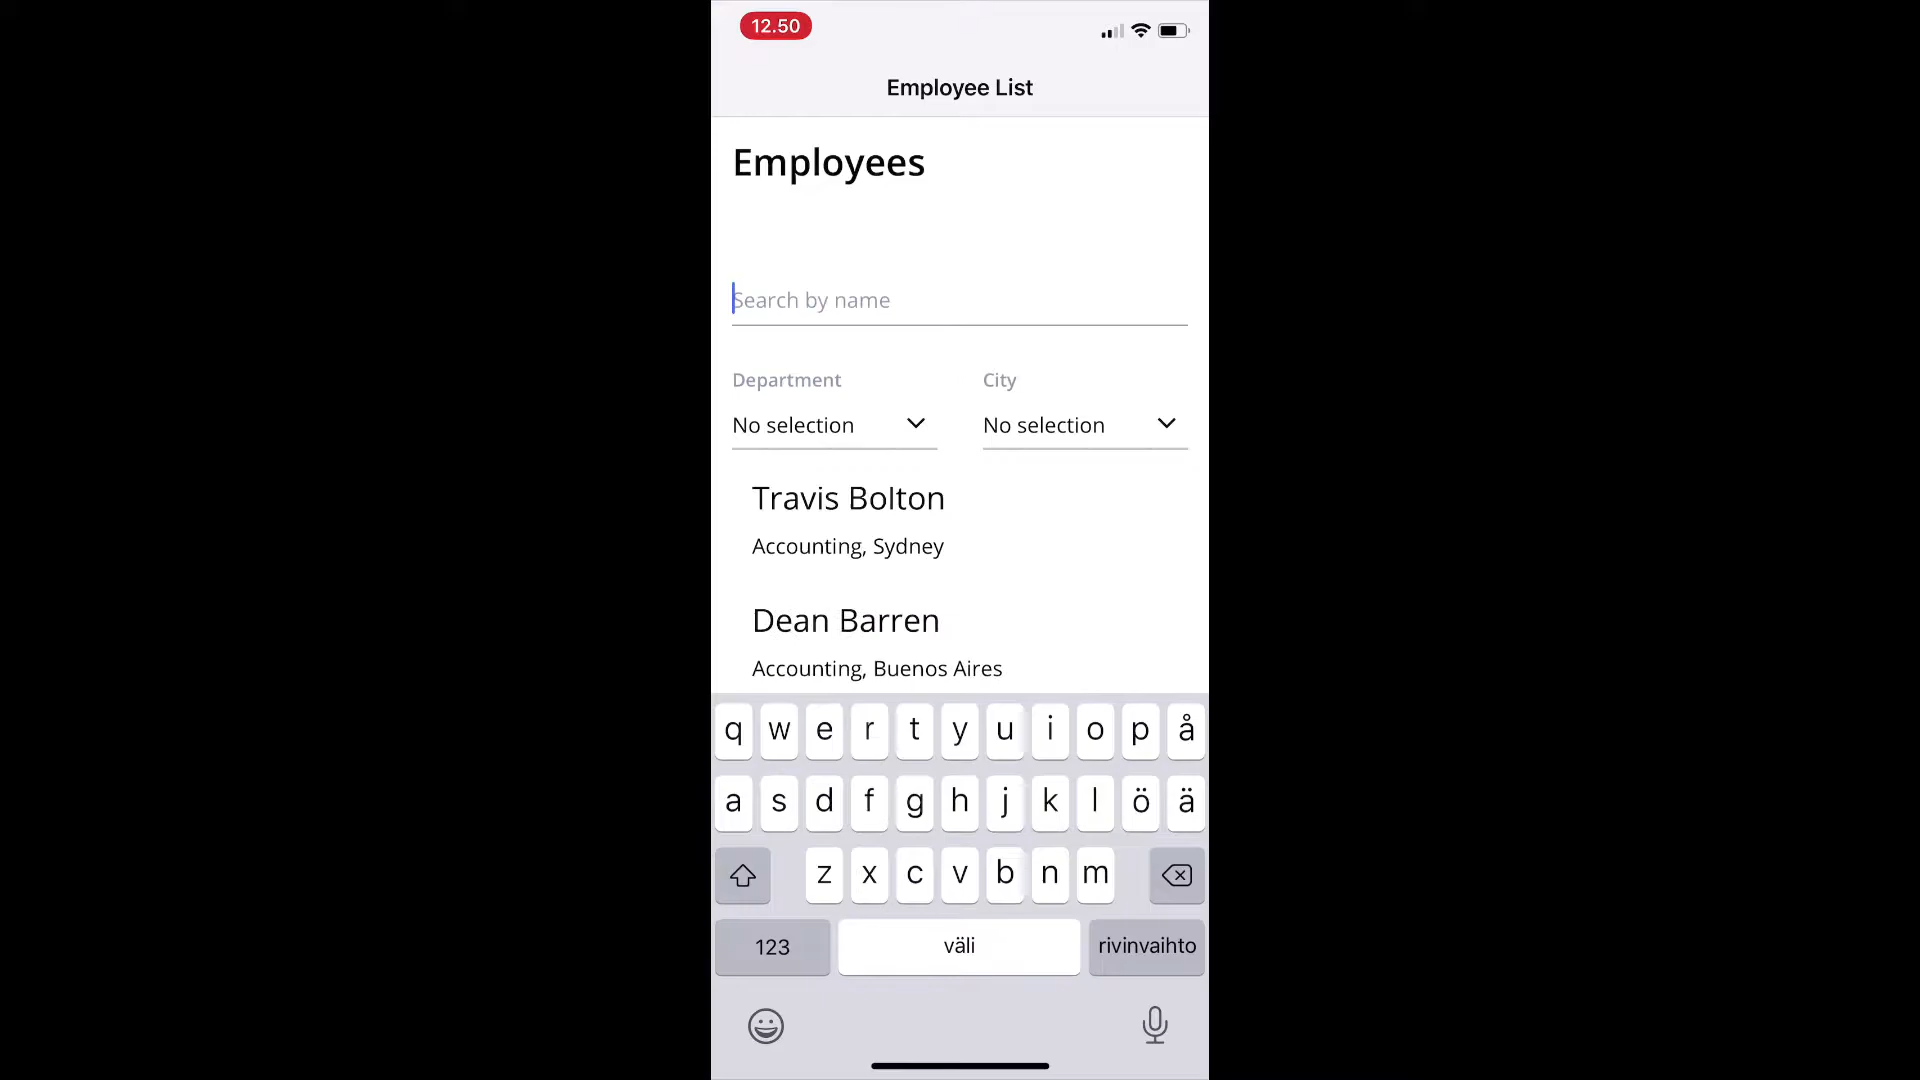 12.50
Employee List
Employees
Search by name
Department City
No selection No selection
Travis Bolton
Accounting, Sydney
Dean Barren
Accounting, Buenos Aires
q w e r t y u i o p å
a s d f g h j k l ö ä
z x c v b n m
123 väli rivinvaihto